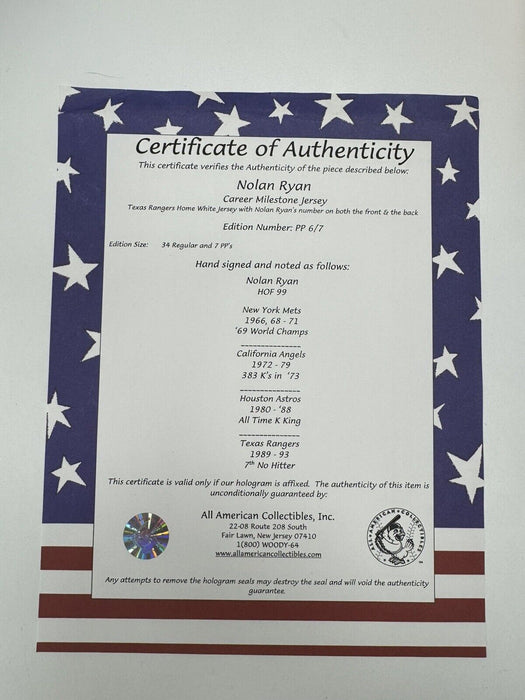 Certificate of Authenticity
This certificate verifies the Authenticity of the piece described below:
Nolan Ryan
Career Milestone Jersey
Texas Rangers Home White Jersey with Nolan Ryan's number on both the front & the back
Edition Number: PP 6/7
Edition Size: 34 Regular and 7 PP's
Hand signed and noted as follows:
Nolan Ryan
HOF 99
New York Mets
1966, 68 - 71
'69 World Champs
California Angels
1972 - 79
383 K's in '73
Houston Astros
1980 - '88
All Time K King
Texas Rangers
1989 - 93
7th No Hitter
This certificate is valid only if our hologram is affixed. The authenticity of this item is
unconditionally guaranteed by:
All American Collectibles, Inc.
22-08 Route 208 South
Fair Lawn, New Jersey 07410
1(800) WOODY-64
www.allamericancollectibles.com
ALL AMERICAN COLLECTIBLES
Any attempts to remove the hologram seals may destroy the seal and will void the authenticity
guarantee.